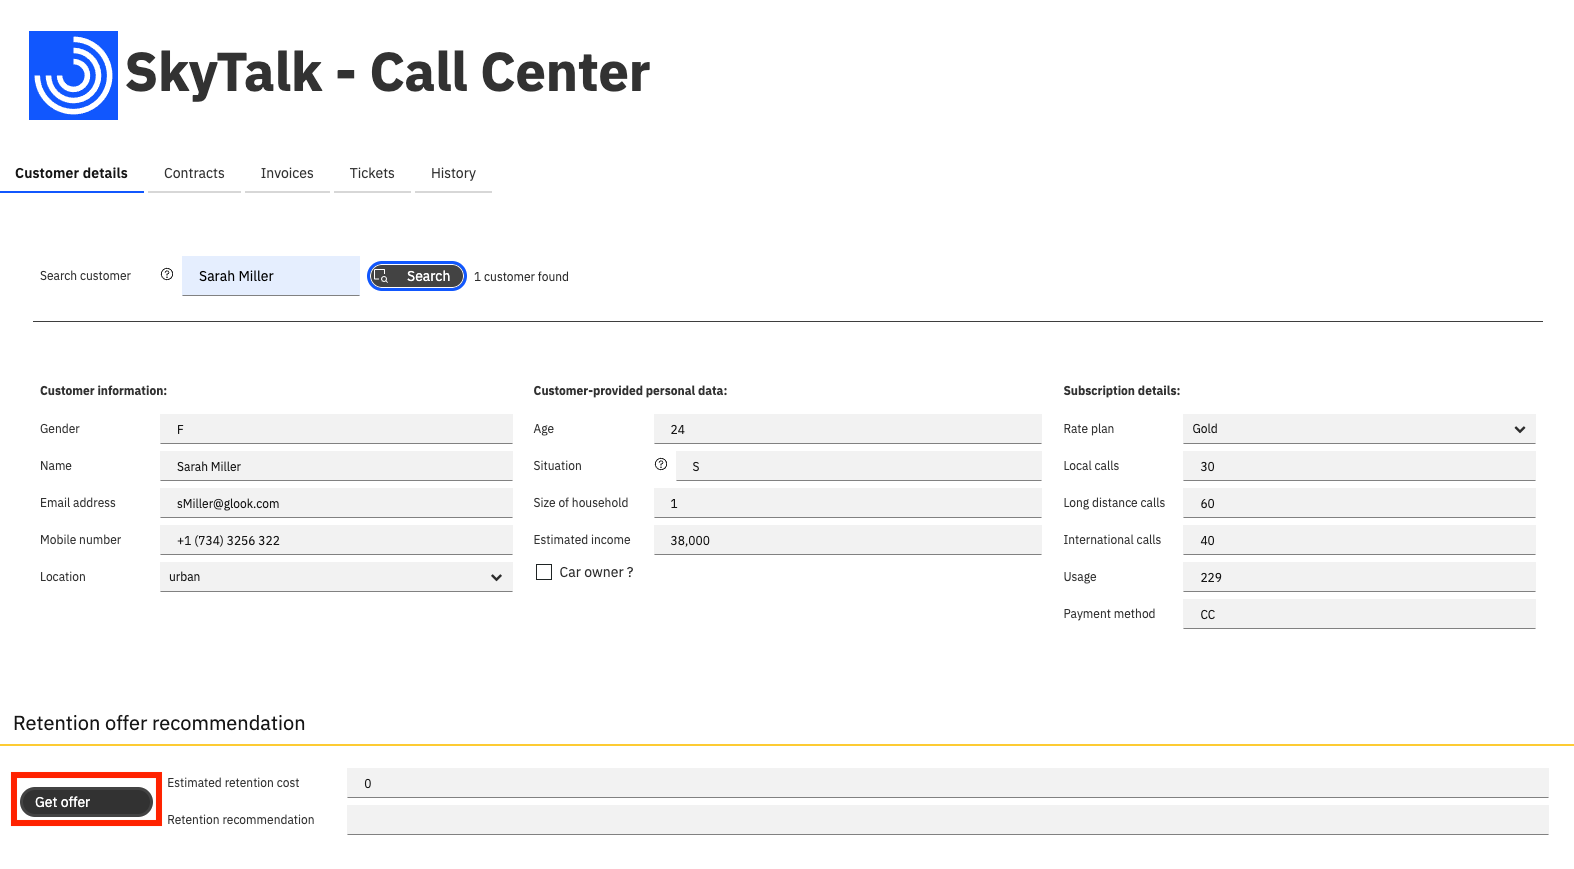 SkyTalk - Call Center
Customer details
Contracts
Invoices
Tickets
History
Search customer
Sarah Miller
Search
1 customer found
Customer information:
Gender
F
Name
Sarah Miller
Email address
sMiller@glook.com
Mobile number
+1 (734) 3256 322
Location
urban
Customer-provided personal data:
Age
24
Situation
S
Size of household
1
Estimated income
38,000
Car owner ?
Subscription details:
Rate plan
Gold
Local calls
30
Long distance calls
60
International calls
40
Usage
229
Payment method
CC
Retention offer recommendation
Get offer
Estimated retention cost
0
Retention recommendation